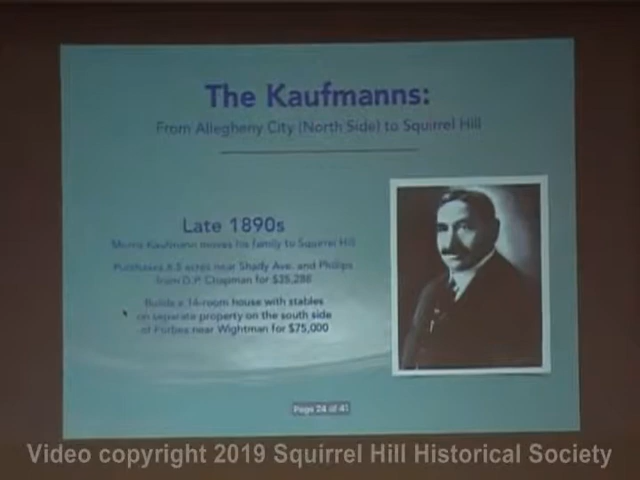 The Kaufmanns:
From Allegheny City (North Side) to Squirrel Hill
Late 1890s
Morris Kaufmann moves his family to Squirrel Hill
Purchases 8.5 acres near Shady Ave. and Phillips
from D.P. Chapman for $35,288
Builds a 14-room house with stables
on separate property on the south side
of Forbes near Wightman for $75,000
Page 24 of 41
Video copyright 2019 Squirrel Hill Historical Society